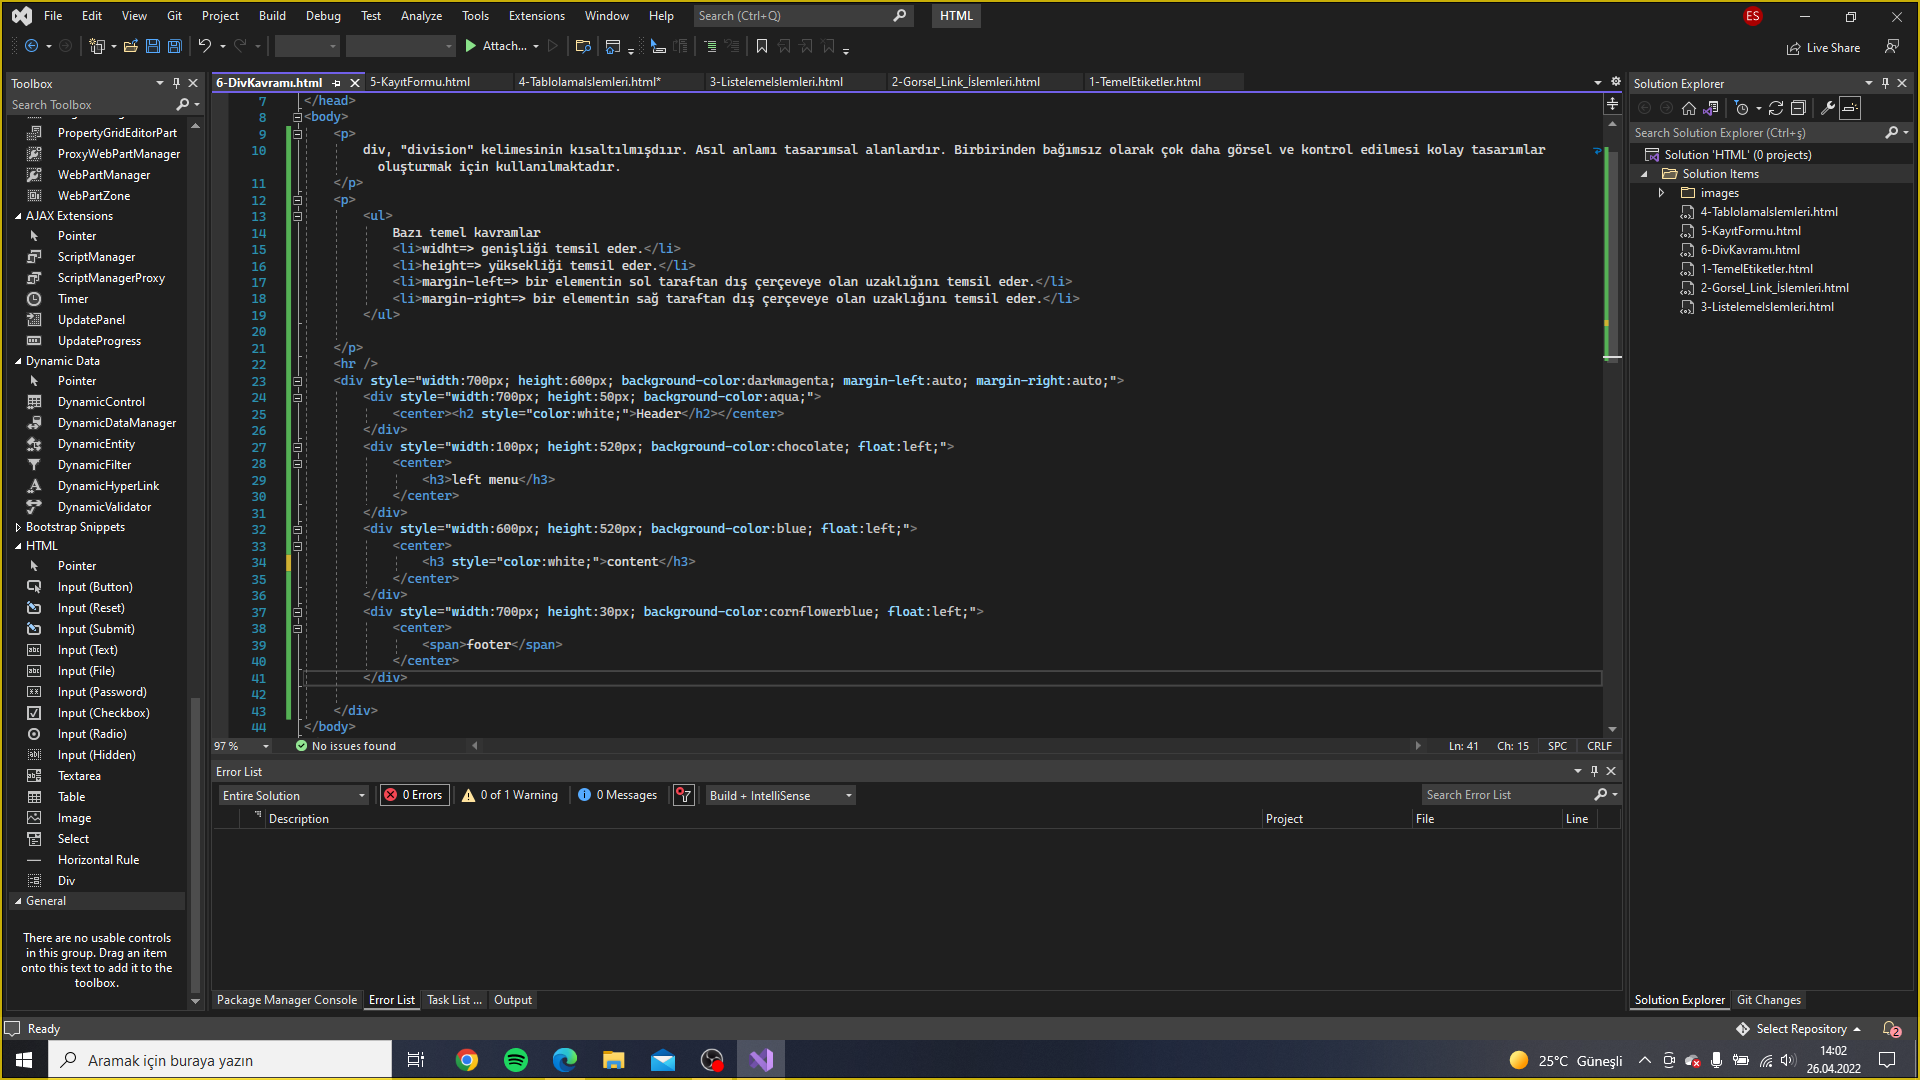 File Edit View Git Project Build Debug Test Analyze Tools Extensions Window Help Search (Ctrl+Q) HTML ES
Attach... Live Share
Toolbox
Search Toolbox
PropertyGridEditorPart
ProxyWebPartManager
WebPartManager
WebPartZone
AJAX Extensions
Pointer
ScriptManager
ScriptManagerProxy
Timer
UpdatePanel
UpdateProgress
Dynamic Data
Pointer
DynamicControl
DynamicDataManager
DynamicEntity
DynamicFilter
DynamicHyperLink
DynamicValidator
Bootstrap Snippets
HTML
Pointer
Input (Button)
Input (Reset)
Input (Submit)
Input (Text)
Input (File)
Input (Password)
Input (Checkbox)
Input (Radio)
Input (Hidden)
Textarea
Table
Image
Select
Horizontal Rule
Div
General
There are no usable controls
in this group. Drag an item
onto this text to add it to the
toolbox.
6-DivKavramı.html 5-KayıtFormu.html 4-TablolamaIslemleri.html* 3-ListelemeIslemleri.html 2-Gorsel_Link_İslemleri.html 1-TemelEtiketler.html
7 </head>
8 <body>
9 <p>
10 div, "division" kelimesinin kısaltılmışdıır. Asıl anlamı tasarımsal alanlardır. Birbirinden bağımsız olarak çok daha görsel ve kontrol edilmesi kolay tasarımlar
oluşturmak için kullanılmaktadır.
11 </p>
12 <p>
13 <ul>
14 Bazı temel kavramlar
15 <li>widht=> genişliği temsil eder.</li>
16 <li>height=> yüksekliği temsil eder.</li>
17 <li>margin-left=> bir elementin sol taraftan dış çerçeveye olan uzaklığını temsil eder.</li>
18 <li>margin-right=> bir elementin sağ taraftan dış çerçeveye olan uzaklığını temsil eder.</li>
19 </ul>
20
21 </p>
22 <hr />
23 <div style="width:700px; height:600px; background-color:darkmagenta; margin-left:auto; margin-right:auto;">
24 <div style="width:700px; height:50px; background-color:aqua;">
25 <center><h2 style="color:white;">Header</h2></center>
26 </div>
27 <div style="width:100px; height:520px; background-color:chocolate; float:left;">
28 <center>
29 <h3>left menu</h3>
30 </center>
31 </div>
32 <div style="width:600px; height:520px; background-color:blue; float:left;">
33 <center>
34 <h3 style="color:white;">content</h3>
35 </center>
36 </div>
37 <div style="width:700px; height:30px; background-color:cornflowerblue; float:left;">
38 <center>
39 <span>footer</span>
40 </center>
41 </div>
42
43 </div>
44 </body>
97 % No issues found Ln: 41 Ch: 15 SPC CRLF
Error List
Entire Solution 0 Errors 0 of 1 Warning 0 Messages Build + IntelliSense Search Error List
Description Project File Line
Package Manager Console Error List Task List ... Output
Solution Explorer
Search Solution Explorer (Ctrl+ş)
Solution 'HTML' (0 projects)
Solution Items
images
4-TablolamaIslemleri.html
5-KayıtFormu.html
6-DivKavramı.html
1-TemelEtiketler.html
2-Gorsel_Link_İslemleri.html
3-ListelemeIslemleri.html
Solution Explorer Git Changes
Ready Select Repository 2
Aramak için buraya yazın 25°C Güneşli 14:02
26.04.2022